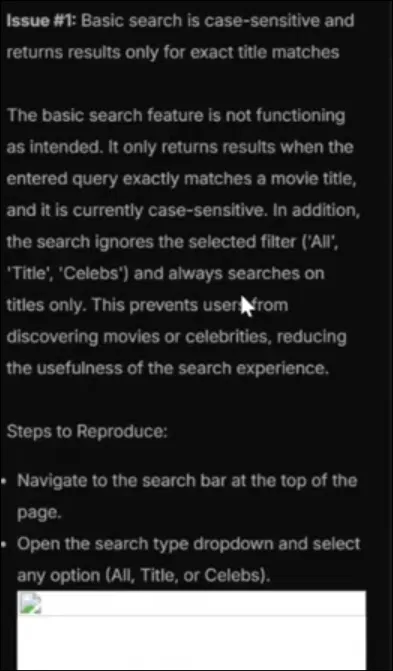 Issue #1: Basic search is case-sensitive and
returns results only for exact title matches
The basic search feature is not functioning
as intended. It only returns results when the
entered query exactly matches a movie title,
and it is currently case-sensitive. In addition,
the search ignores the selected filter ('All',
'Title', 'Celebs') and always searches on
titles only. This prevents users from
discovering movies or celebrities, reducing
the usefulness of the search experience.
Steps to Reproduce:
• Navigate to the search bar at the top of the
page.
• Open the search type dropdown and select
any option (All, Title, or Celebs).